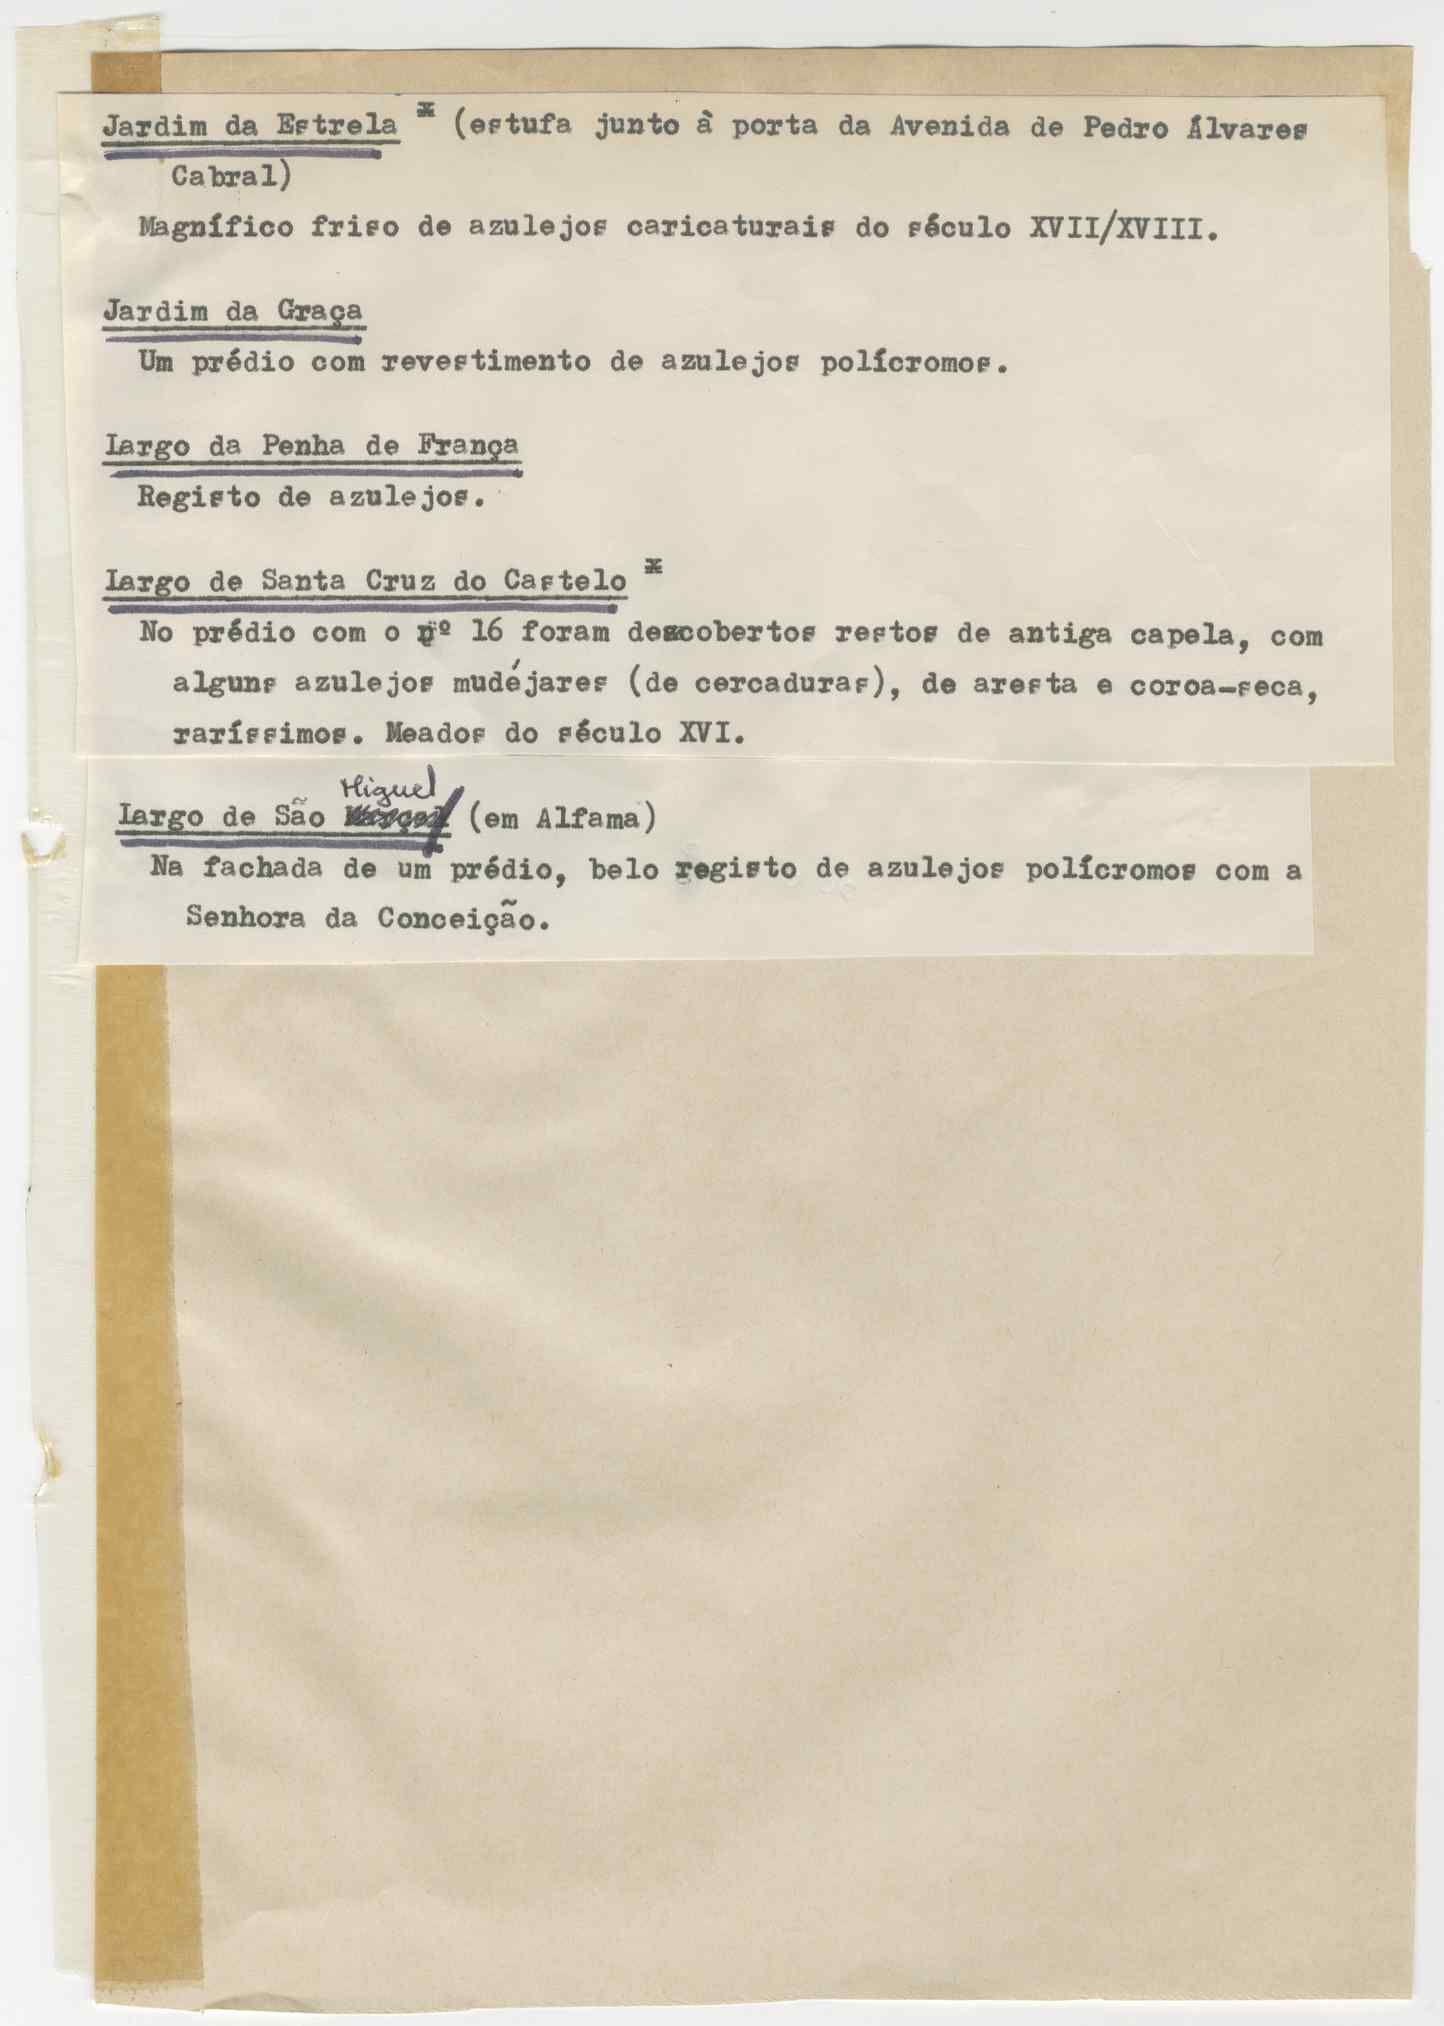 Jardim da Estrela * (estufa junto à porta da Avenida de Pedro Álvares
Cabral)
Magnífico friso de azulejos caricaturais do século XVII/XVIII.
Jardim da Graça
Um prédio com revestimento de azulejos polícromos.
Largo da Penha de França
Registo de azulejos.
Largo de Santa Cruz do Castelo *
No prédio com o nº 16 foram descobertos restos de antiga capela, com
alguns azulejos mudéjares (de cercaduras), de aresta e coroa-seca,
raríssimos. Meados do século XVI.
Miguel
Largo de São (em Alfama)
Na fachada de um prédio, belo registo de azulejos polícromos com a
Senhora da Conceição.